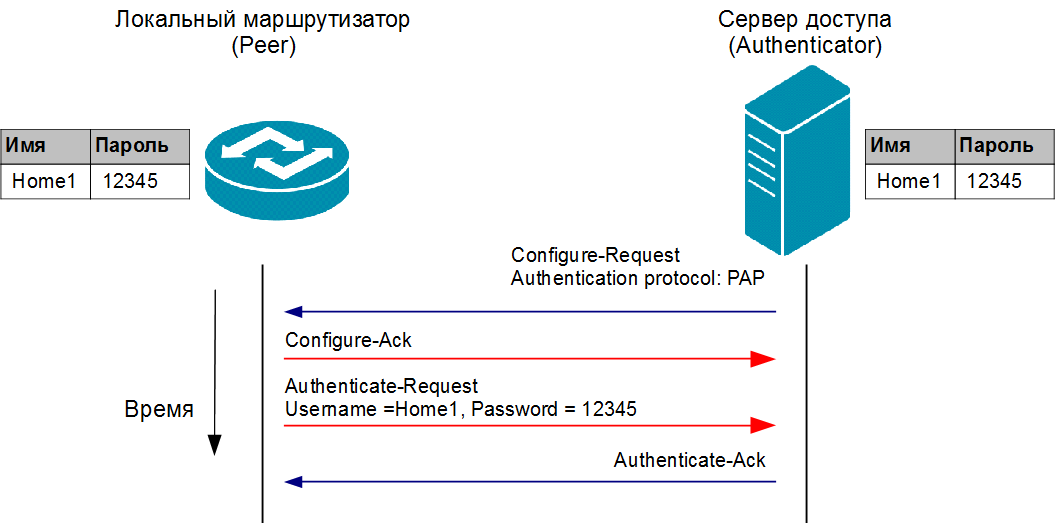 Локальный маршрутизатор
(Peer)
Сервер доступа
(Authenticator)
Имя Пароль
Home1 12345
Имя Пароль
Home1 12345
Configure-Request
Authentication protocol: PAP
Configure-Ack
Authenticate-Request
Username =Home1, Password = 12345
Время
Authenticate-Ack